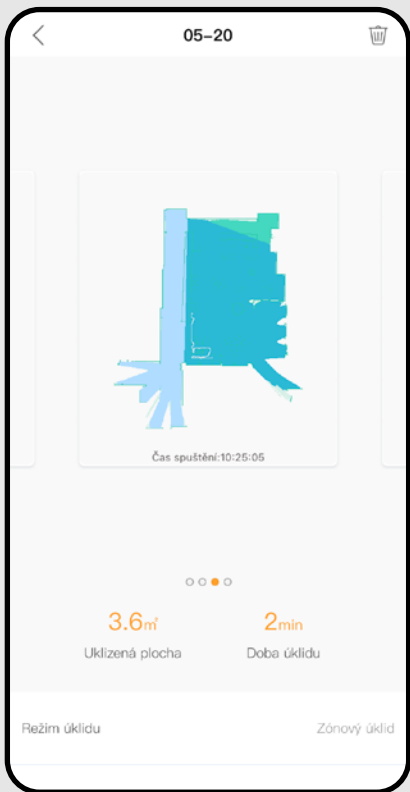 05-20
Čas spuštění:10:25:05
3.6㎡
2min
Uklizená plocha
Doba úklidu
Režim úklidu
Zónový úklid